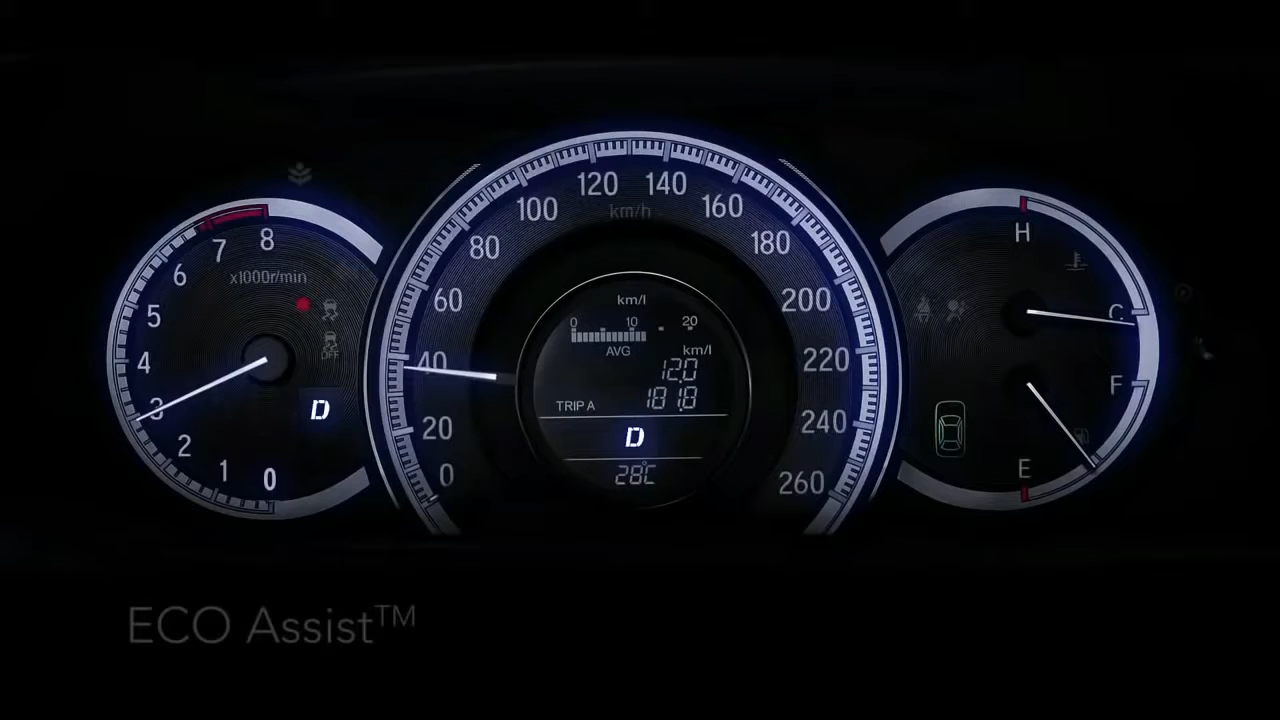 8
7
6
5
4
3
2
1
0
x1000r/min
OFF
D
0
20
40
60
80
100
120
140
160
180
200
220
240
260
km/h
km/l
0 10 20
AVG km/l
12.0
TRIP A 181.8
D
28°C
H
C
F
E
ECO Assist™